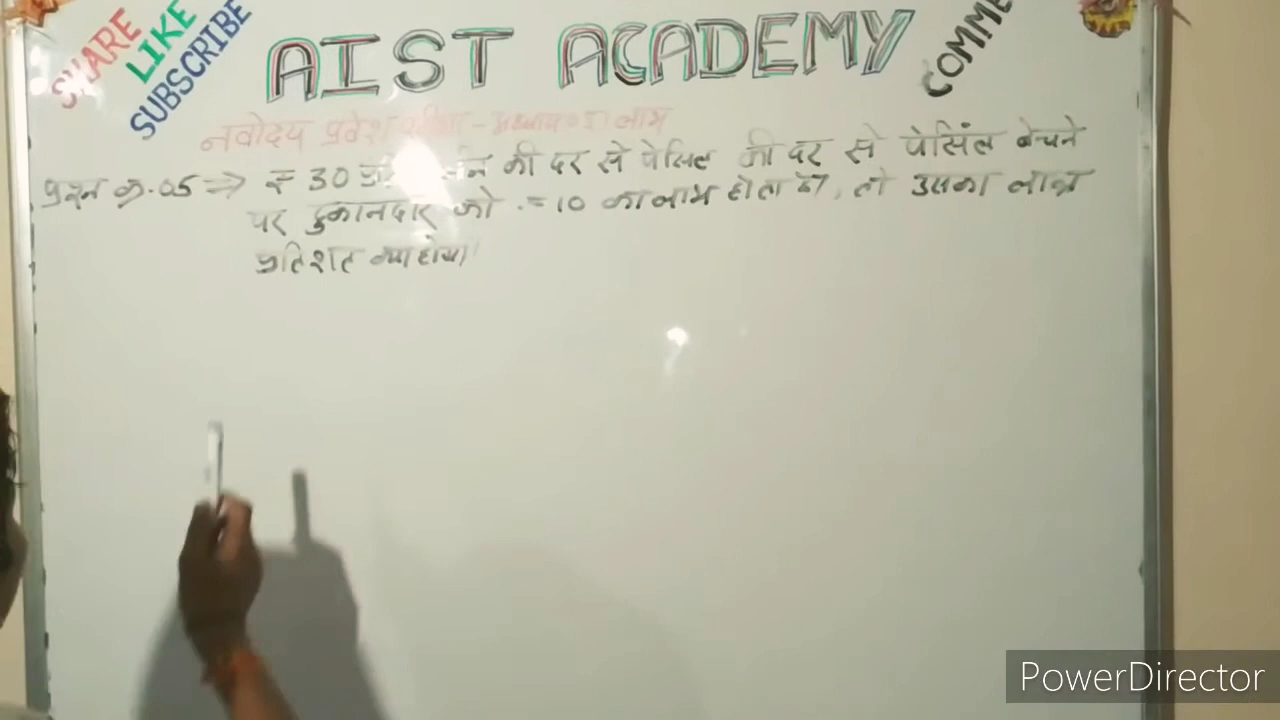 SHARE
LIKE
SUBSCRIBE
AIST ACADEMY
COMME
नवोदय प्रवेश - लाभ
प्रश्न क्र.05 ⇒ ₹ 30 की दर से पेंसिल की दर से पेंसिल बेचने
पर दुकानदार को .=10 का लाभ होता है, तो उसका लाभ
प्रतिशत क्या होगा।
PowerDirector